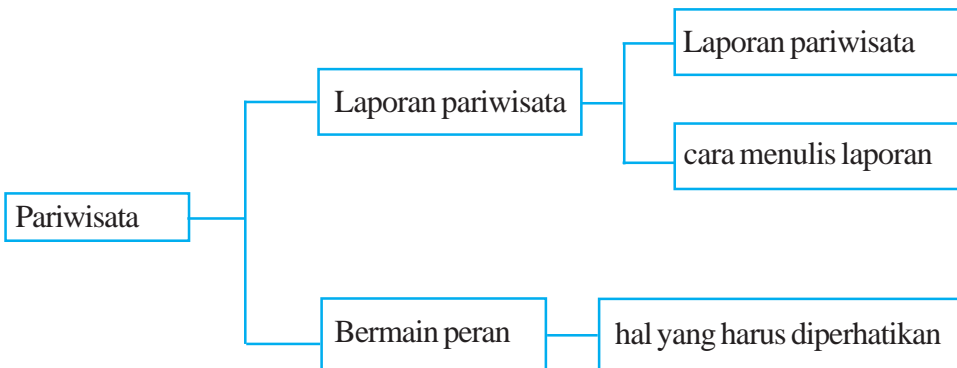 Laporan pariwisata
Laporan pariwisata
cara menulis laporan
Pariwisata
Bermain peran
hal yang harus diperhatikan